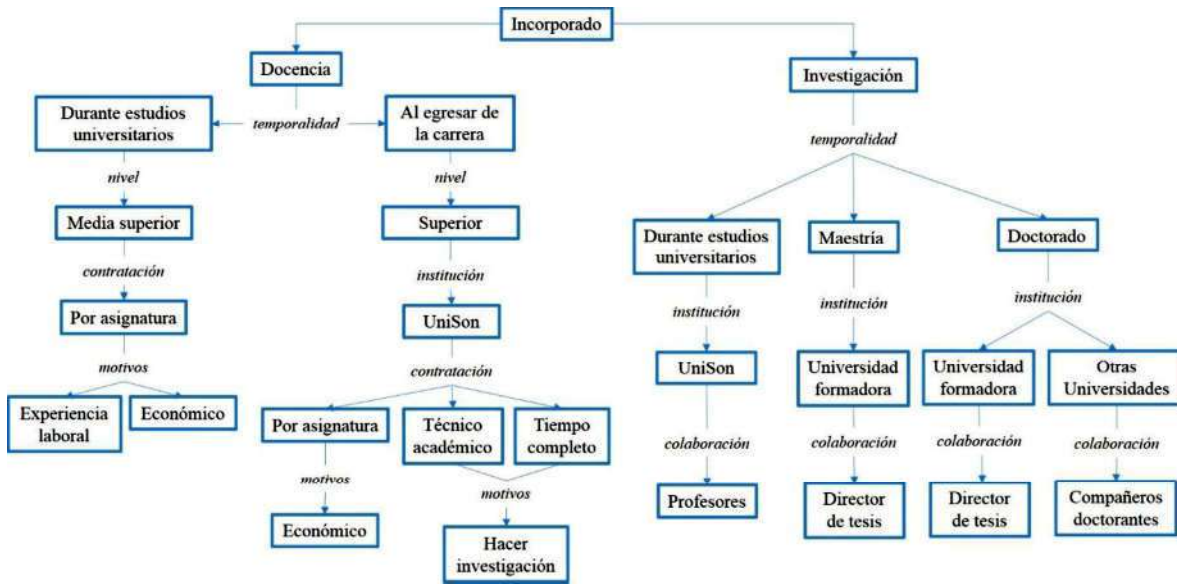 Incorporado
Docencia
Investigación
Durante estudios
universitarios
temporalidad
Al egresar de
la carrera
temporalidad
nivel
nivel
Media superior
Superior
Durante estudios
universitarios
Maestría
Doctorado
contratación
institución
institución
institución
institución
Por asignatura
UniSon
UniSon
Universidad
formadora
Universidad
formadora
Otras
Universidades
motivos
contratación
Experiencia
laboral
Económico
Por asignatura
Técnico
académico
Tiempo
completo
colaboración
colaboración
colaboración
colaboración
motivos
motivos
Profesores
Director
de tesis
Director
de tesis
Compañeros
doctorantes
Económico
Hacer
investigación